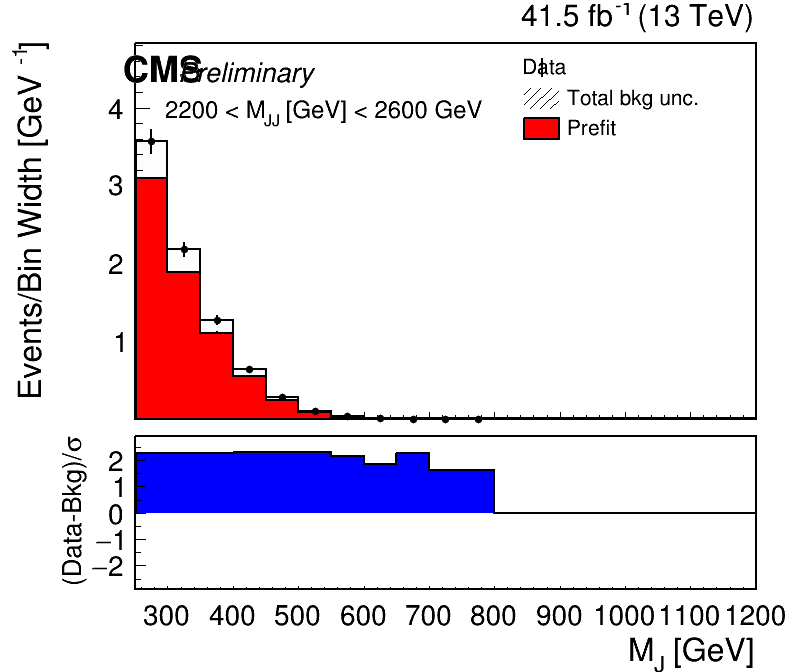 41.5 fb-1 (13 TeV)
CMS Preliminary
2200 < MJJ [GeV] < 2600 GeV
Data
Total bkg unc.
Prefit
Events/Bin Width [GeV-1]
4
3
2
1
(Data-Bkg)/σ
2
1
0
−1
−2
300 400 500 600 700 800 900 1000 1100 1200
MJ [GeV]